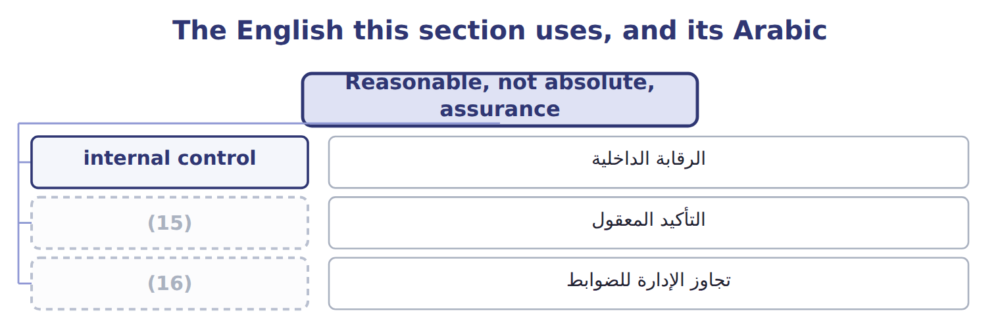 The English this section uses, and its Arabic
Reasonable, not absolute,
assurance
internal control
الرقابة الداخلية
(15)
التأكيد المعقول
(16)
تجاوز الإدارة للضوابط